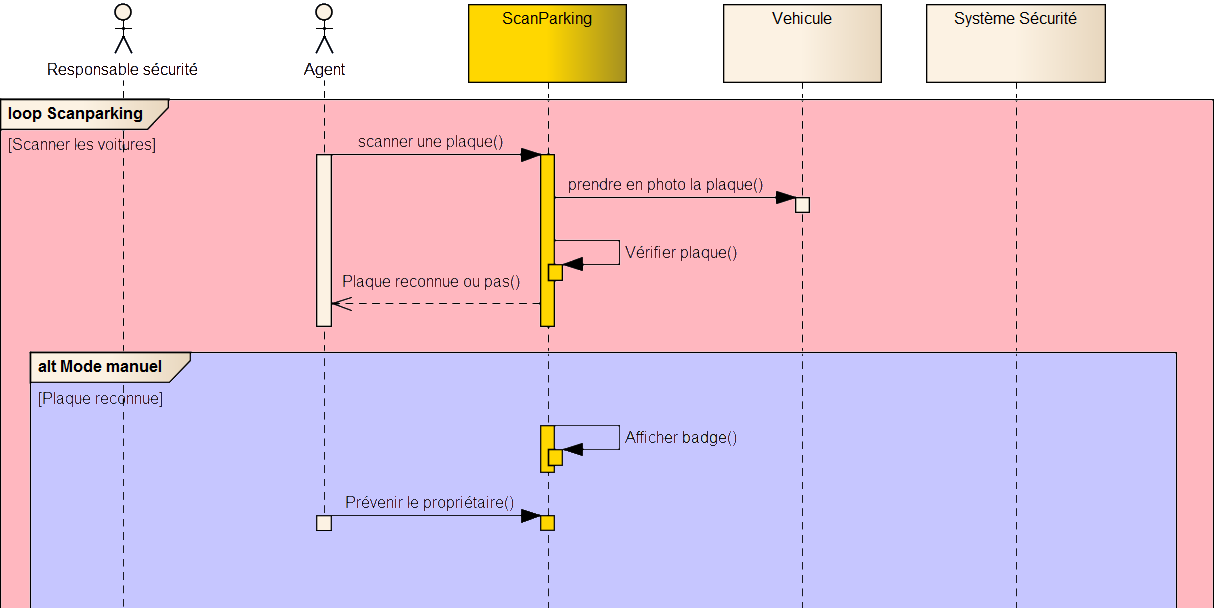 ScanParking
Vehicule
Système Sécurité
Responsable sécurité
Agent
loop Scanparking
[Scanner les voitures]
scanner une plaque()
prendre en photo la plaque()
Vérifier plaque()
Plaque reconnue ou pas()
alt Mode manuel
[Plaque reconnue]
Afficher badge()
Prévenir le propriétaire()